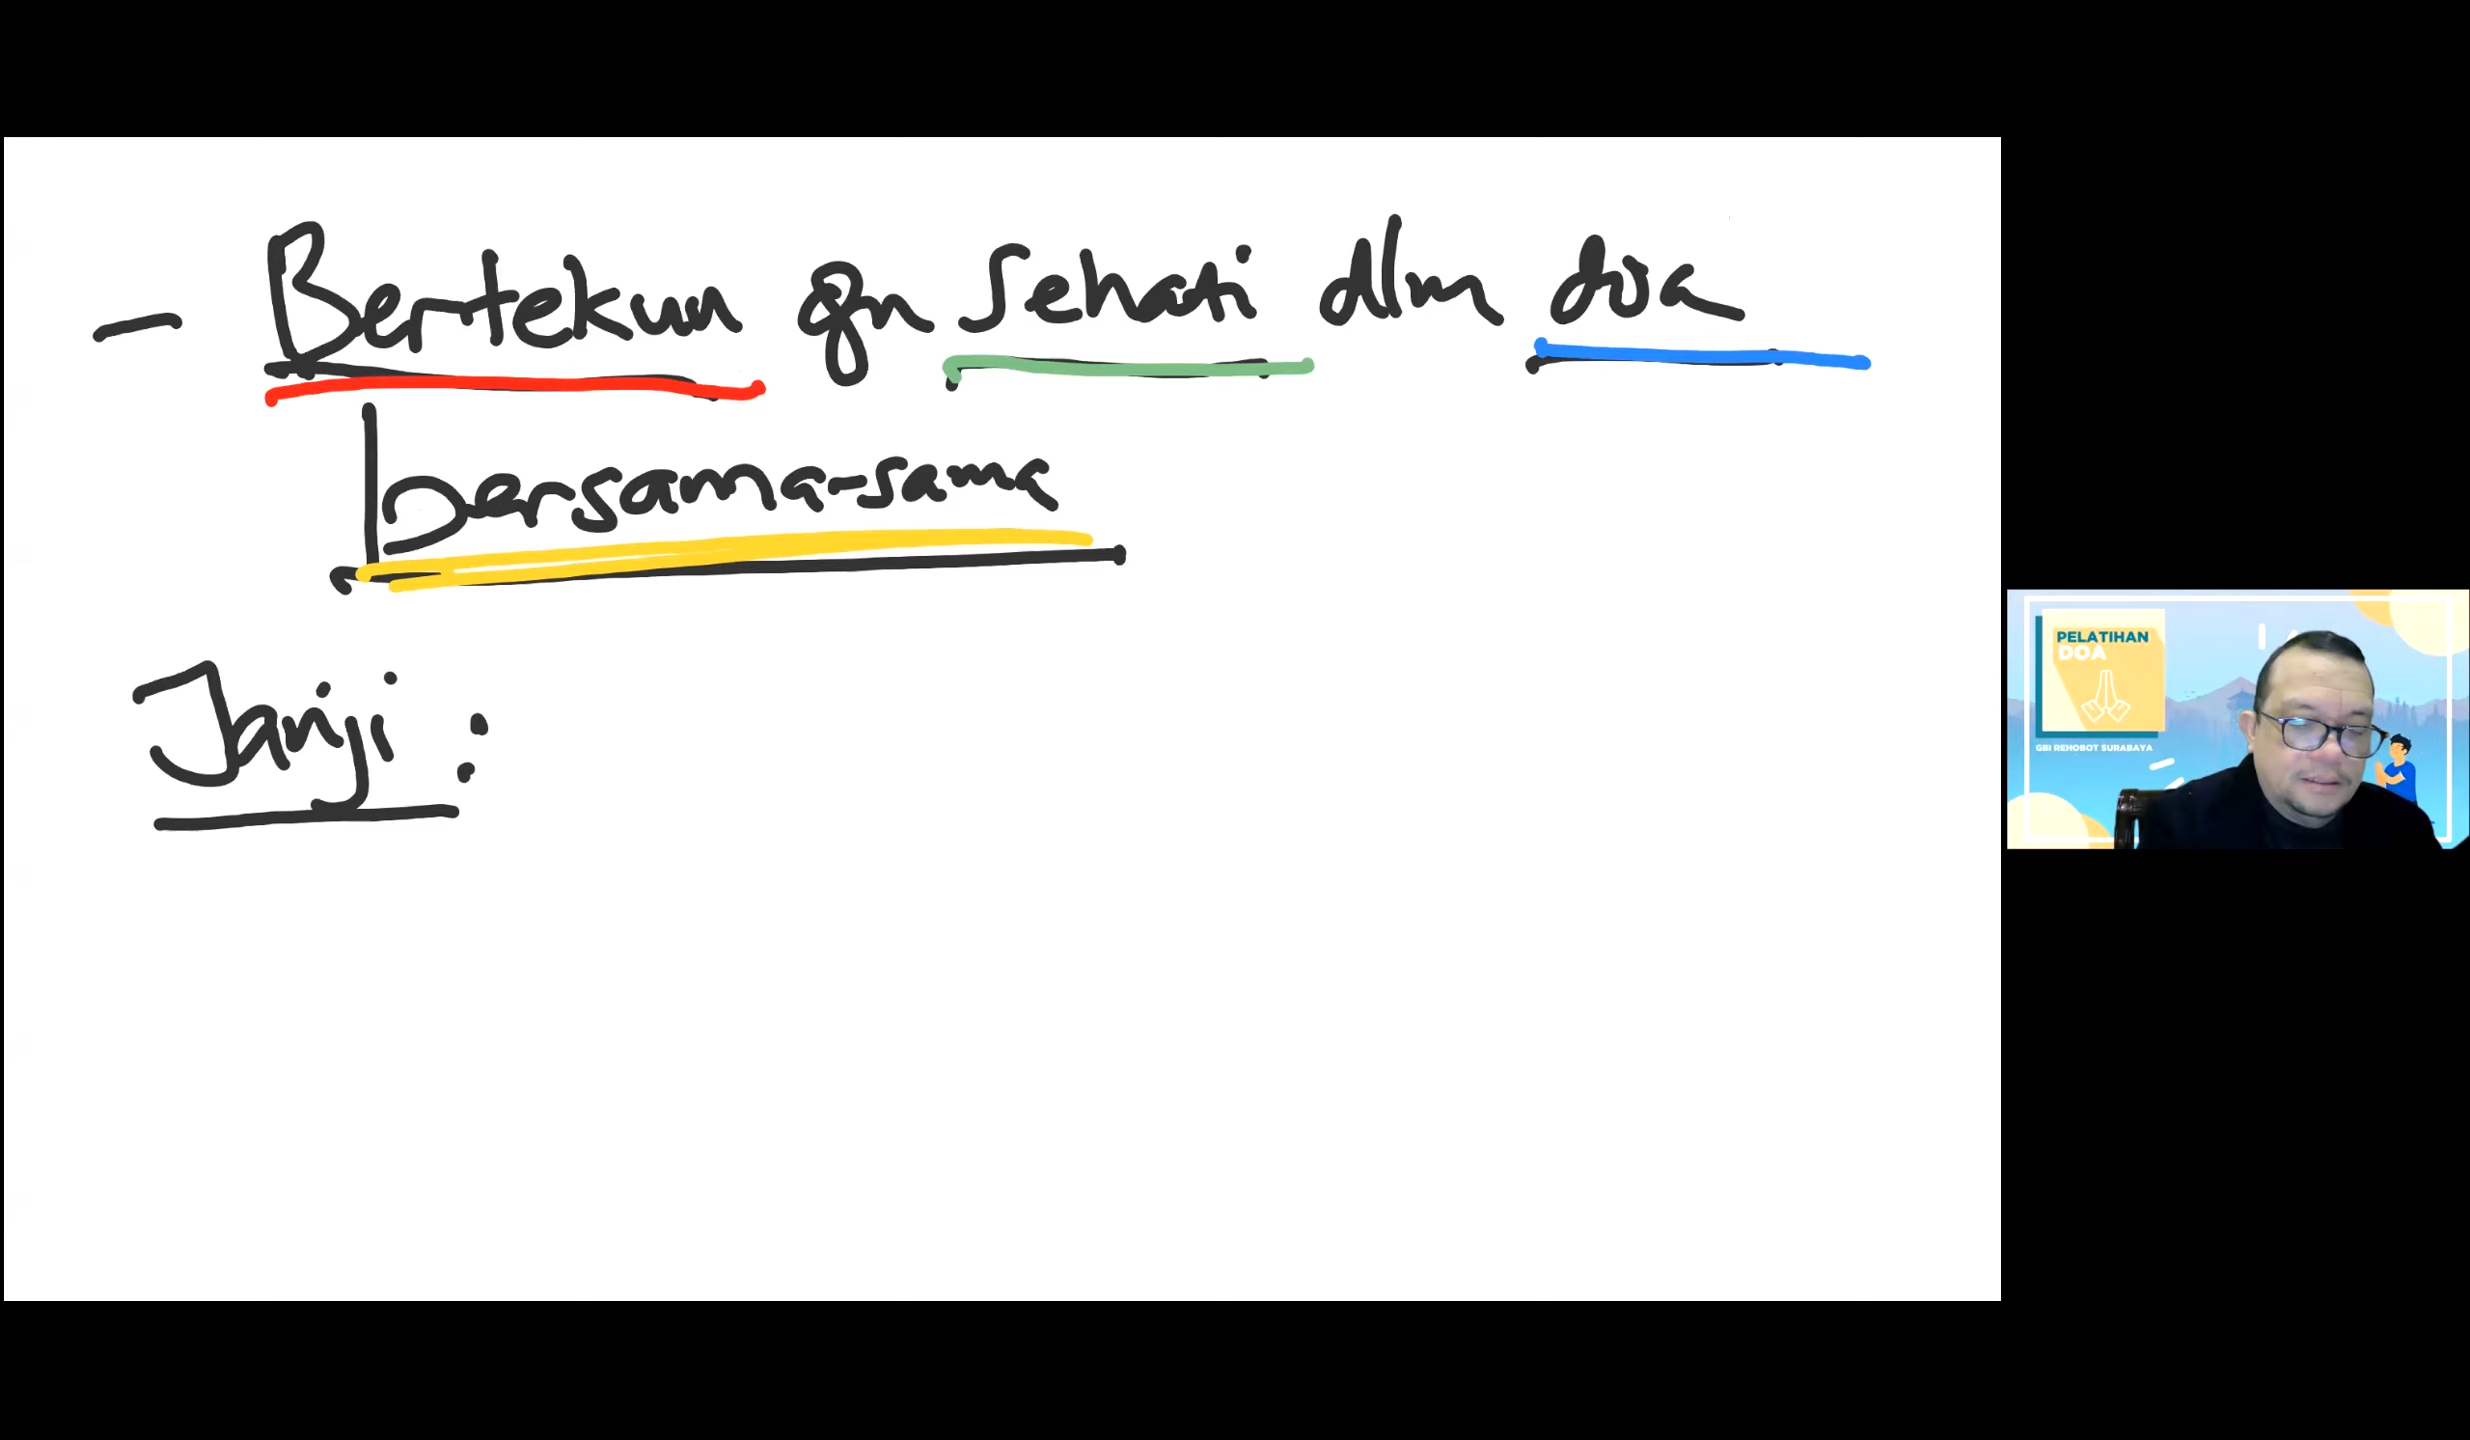 - Bertekun dgn Sehati dlm doa
bersama-sama
Janji :
PELATIHAN
DOA
GBI REHOBOT SURABAYA